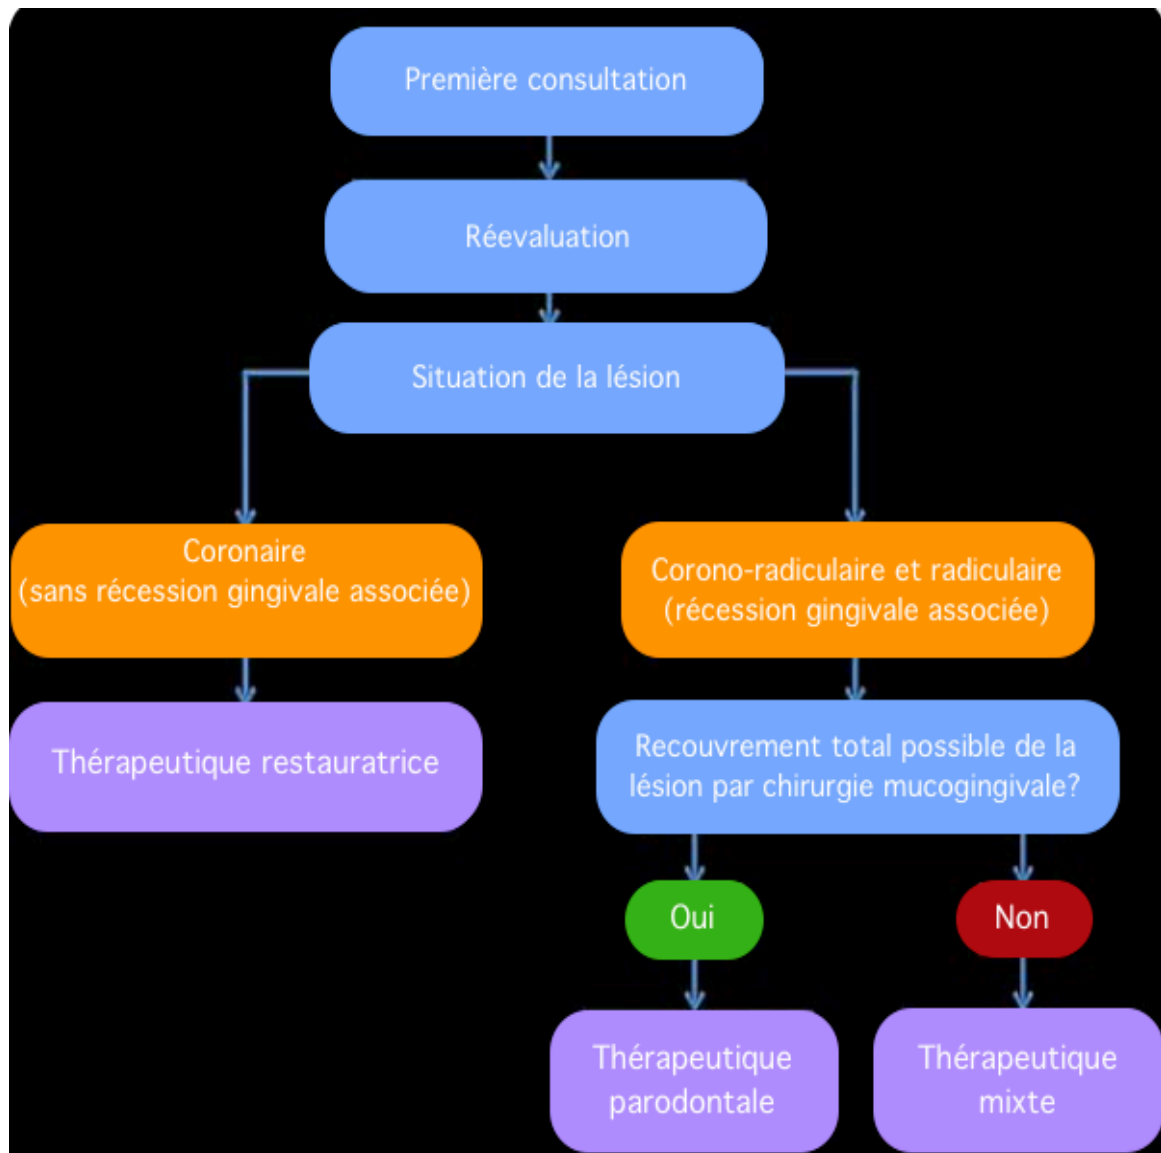 Première consultation
Réevaluation
Situation de la lésion
Coronaire
(sans récession gingivale associée)
Corono-radiculaire et radiculaire
(récession gingivale associée)
Thérapeutique restauratrice
Recouvrement total possible de la
lésion par chirurgie mucogingivale?
Oui
Non
Thérapeutique
parodontale
Thérapeutique
mixte